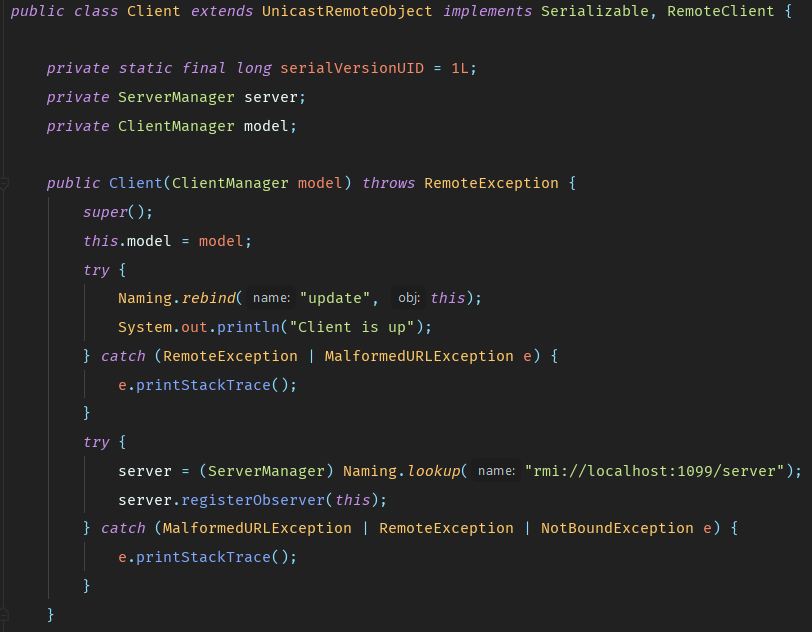 public class Client extends UnicastRemoteObject implements Serializable, RemoteClient {
private static final long serialVersionUID = 1L;
private ServerManager server;
private ClientManager model;
public Client(ClientManager model) throws RemoteException {
super();
this.model = model;
try {
Naming.rebind( name: "update", obj: this);
System.out.println("Client is up");
} catch (RemoteException | MalformedURLException e) {
e.printStackTrace();
}
try {
server = (ServerManager) Naming.lookup( name: "rmi://localhost:1099/server");
server.registerObserver(this);
} catch (MalformedURLException | RemoteException | NotBoundException e) {
e.printStackTrace();
}
}